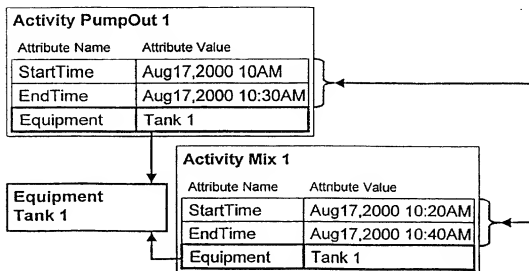 Activity PumpOut 1
Attribute Name Attribute Value
StartTime Aug17,2000 10AM
EndTime Aug17,2000 10:30AM
Equipment Tank 1
Equipment
Tank 1
Activity Mix 1
Attribute Name Attribute Value
StartTime Aug17,2000 10:20AM
EndTime Aug17,2000 10:40AM
Equipment Tank 1